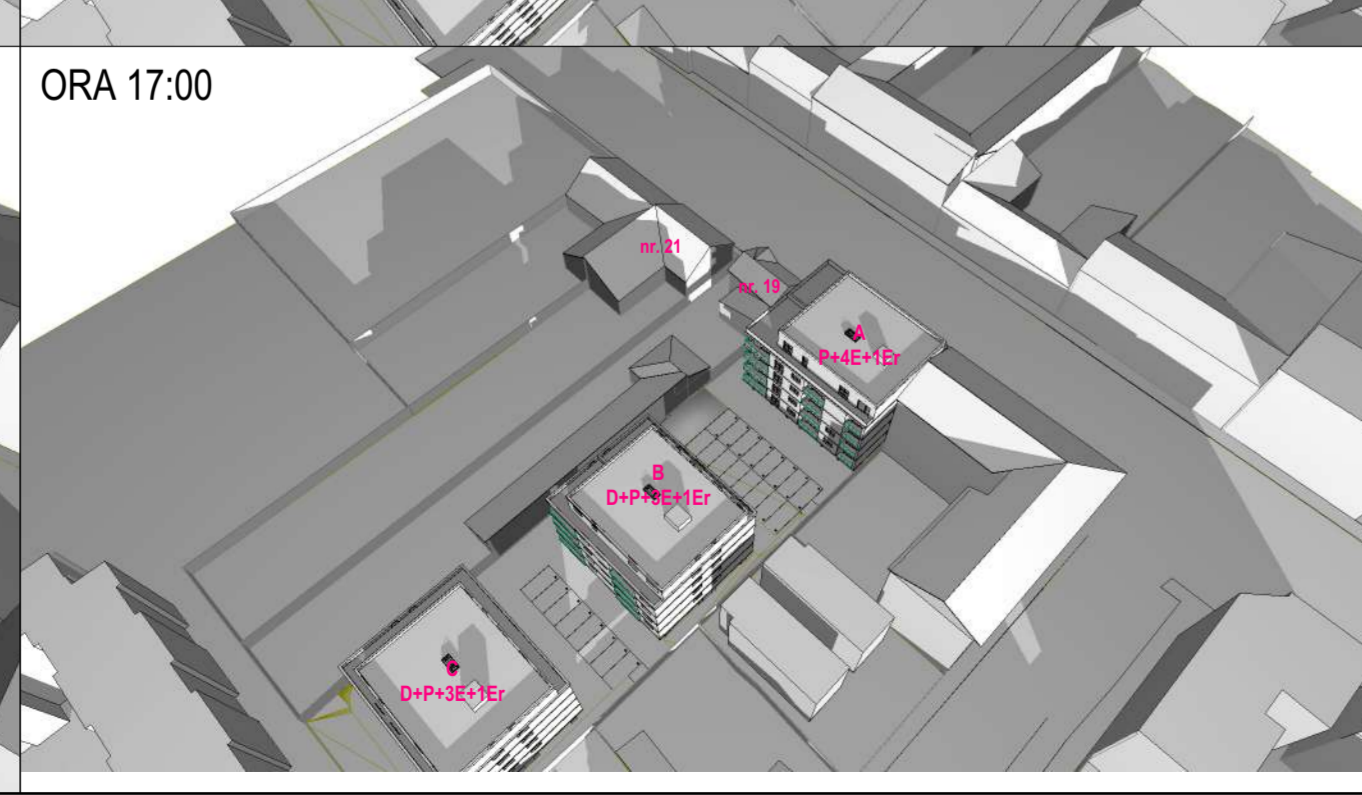 ORA 17:00
nr. 21
nr. 19
A
P+4E+1Er
B
D+P+3E+1Er
C
D+P+3E+1Er